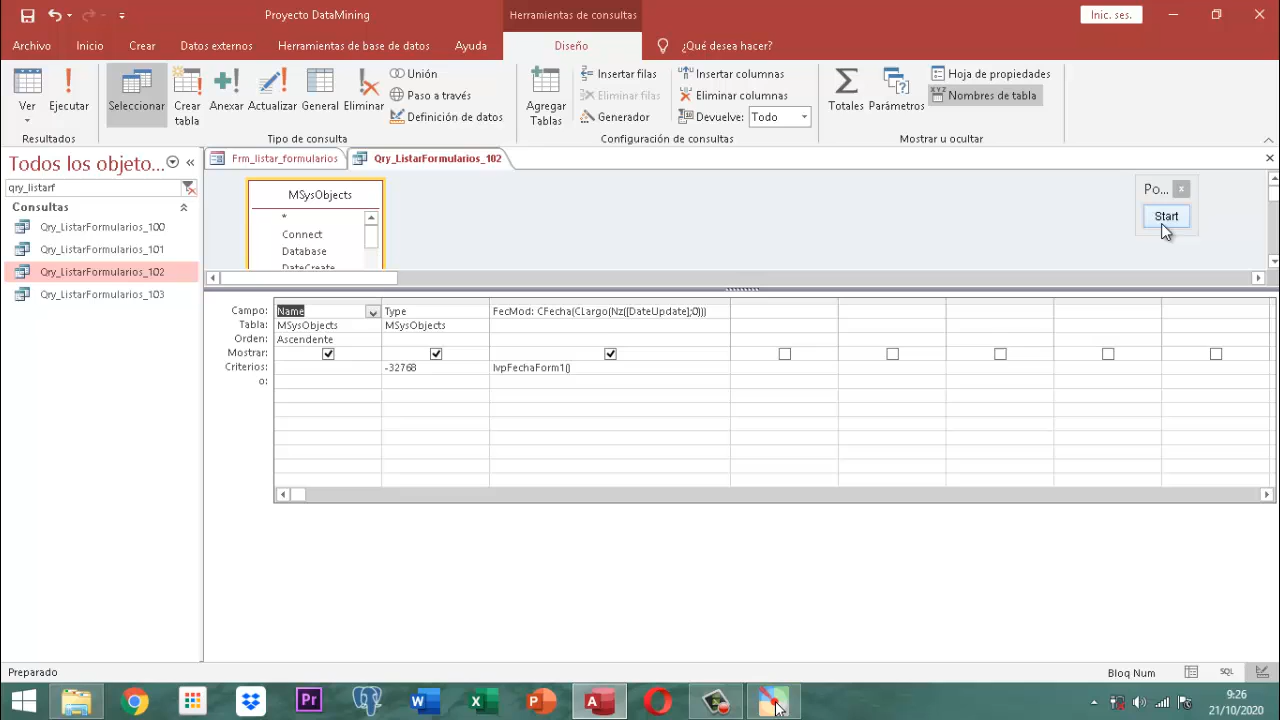 Proyecto DataMining
Herramientas de consultas
Inic. ses.
Archivo
Inicio
Crear
Datos externos
Herramientas de base de datos
Ayuda
Diseño
¿Qué desea hacer?
Ver
Ejecutar
Seleccionar
Crear tabla
Anexar
Actualizar
General
Eliminar
Unión
Paso a través
Definición de datos
Agregar Tablas
Insertar filas
Eliminar filas
Generador
Insertar columnas
Eliminar columnas
Devuelve: Todo
Totales
Parámetros
Hoja de propiedades
XYZ Nombres de tabla
Resultados
Tipo de consulta
Configuración de consultas
Mostrar u ocultar
Todos los objeto...
qry_listarf
Consultas
Qry_ListarFormularios_100
Qry_ListarFormularios_101
Qry_ListarFormularios_102
Qry_ListarFormularios_103
Frm_listar_formularios
Qry_ListarFormularios_102
MSysObjects
*
Connect
Database
DateCreate
Po...
Start
Campo: Name Type FecMod: CFecha(CLargo(Nz([DateUpdate];0)))
Tabla: MSysObjects MSysObjects
Orden: Ascendente
Mostrar:
Criterios: -32768 IvpFechaForm1()
o:
Preparado
Bloq Num
SQL
Pr
9:26
21/10/2020